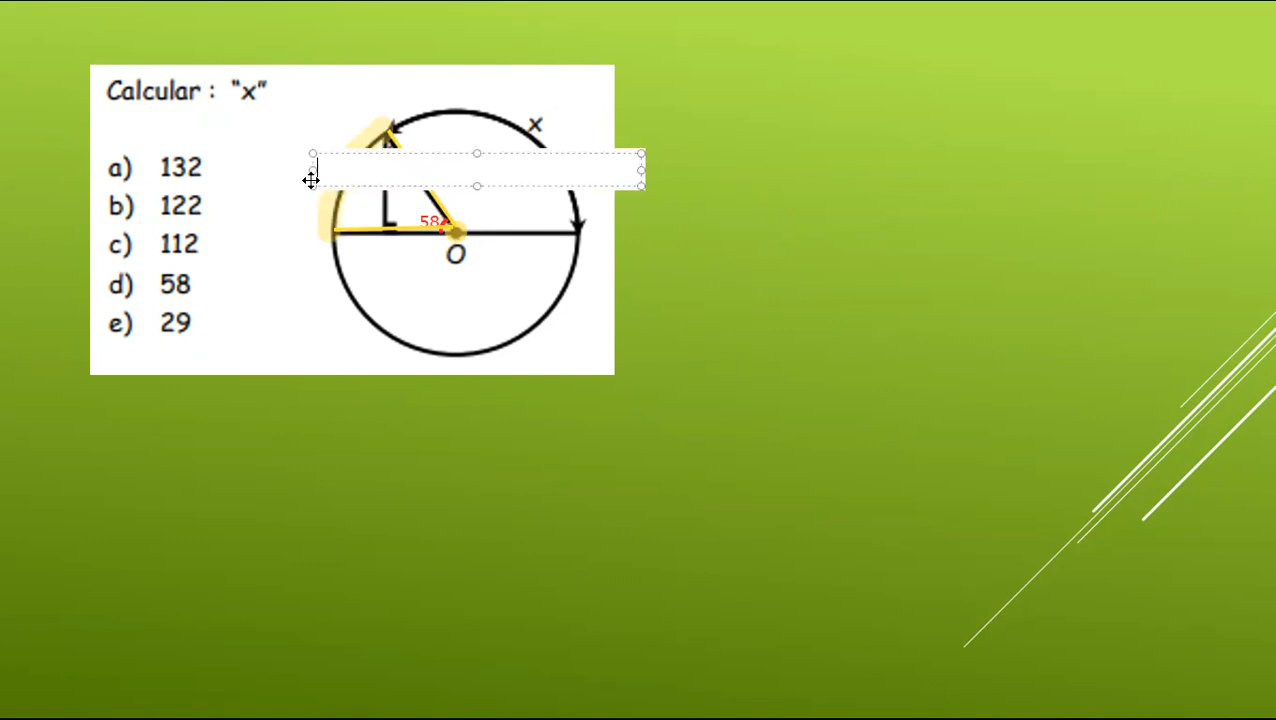 Calcular : "x"
x
a) 132
b) 122
c) 112
d) 58
e) 29
58
O